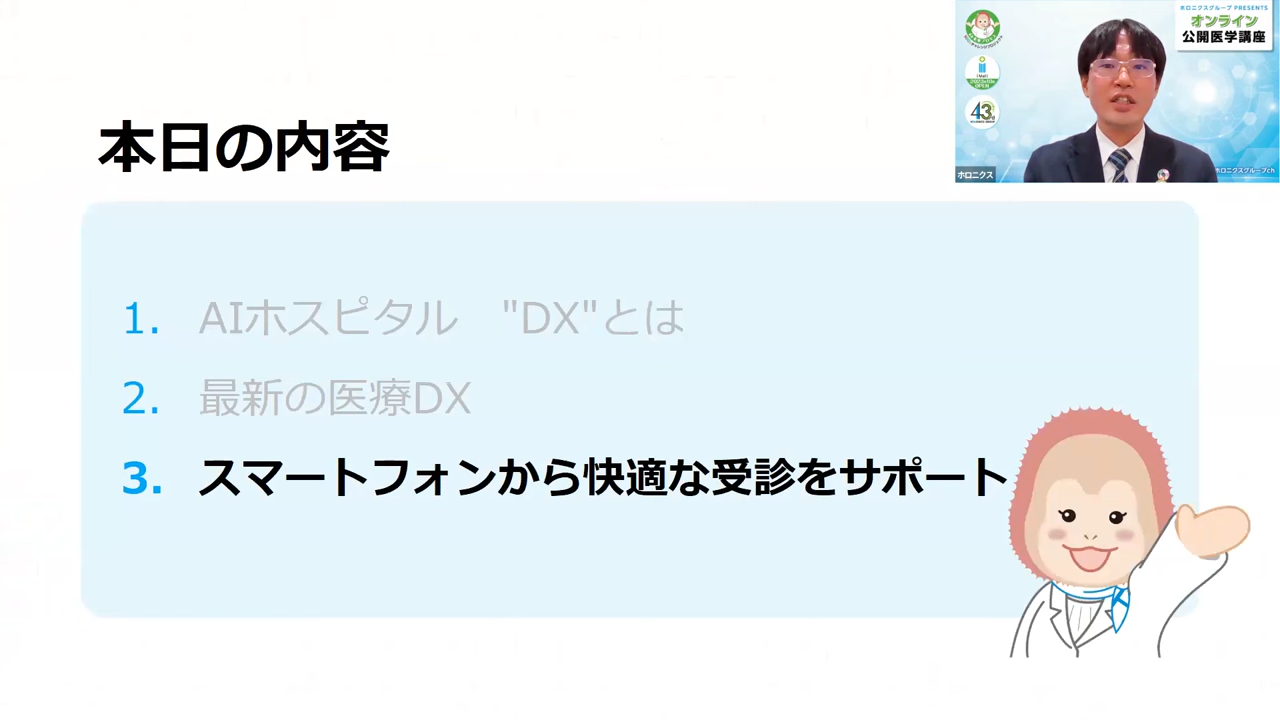 ホロニクスグループ PRESENTS
オンライン
公開医学講座
43
ホロニクス
ホロニクスグループch
本日の内容
1. AIホスピタル "DX"とは
2. 最新の医療DX
3. スマートフォンから快適な受診をサポート